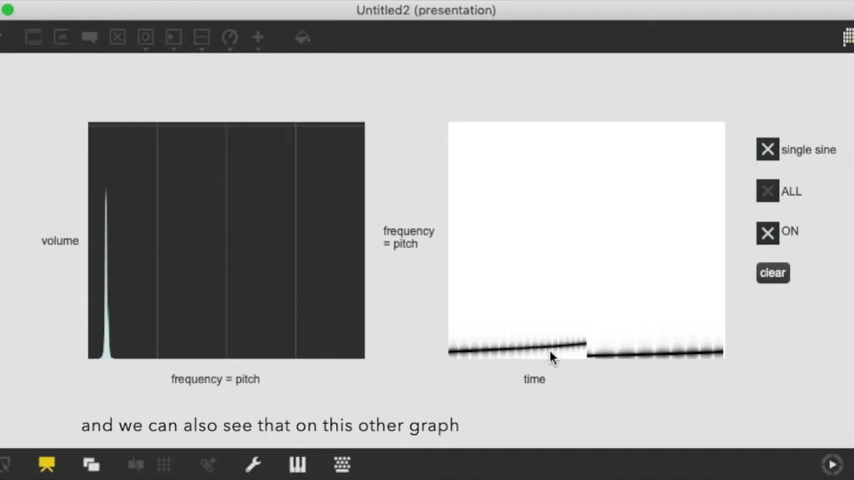 Untitled2 (presentation)
volume
frequency = pitch
frequency
= pitch
time
single sine
ALL
ON
clear
and we can also see that on this other graph